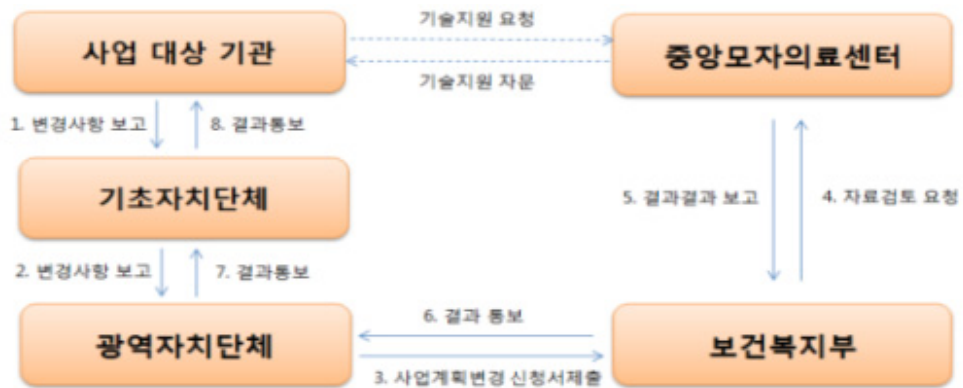 기술지원 요청
사업 대상 기관
중앙모자의료센터
기술지원 자문
1. 변경사항 보고
8. 결과통보
기초자치단체
5. 결과결과 보고
4. 자료검토 요청
2. 변경사항 보고
7. 결과통보
6. 결과 통보
광역자치단체
보건복지부
3. 사업계획변경 신청서제출